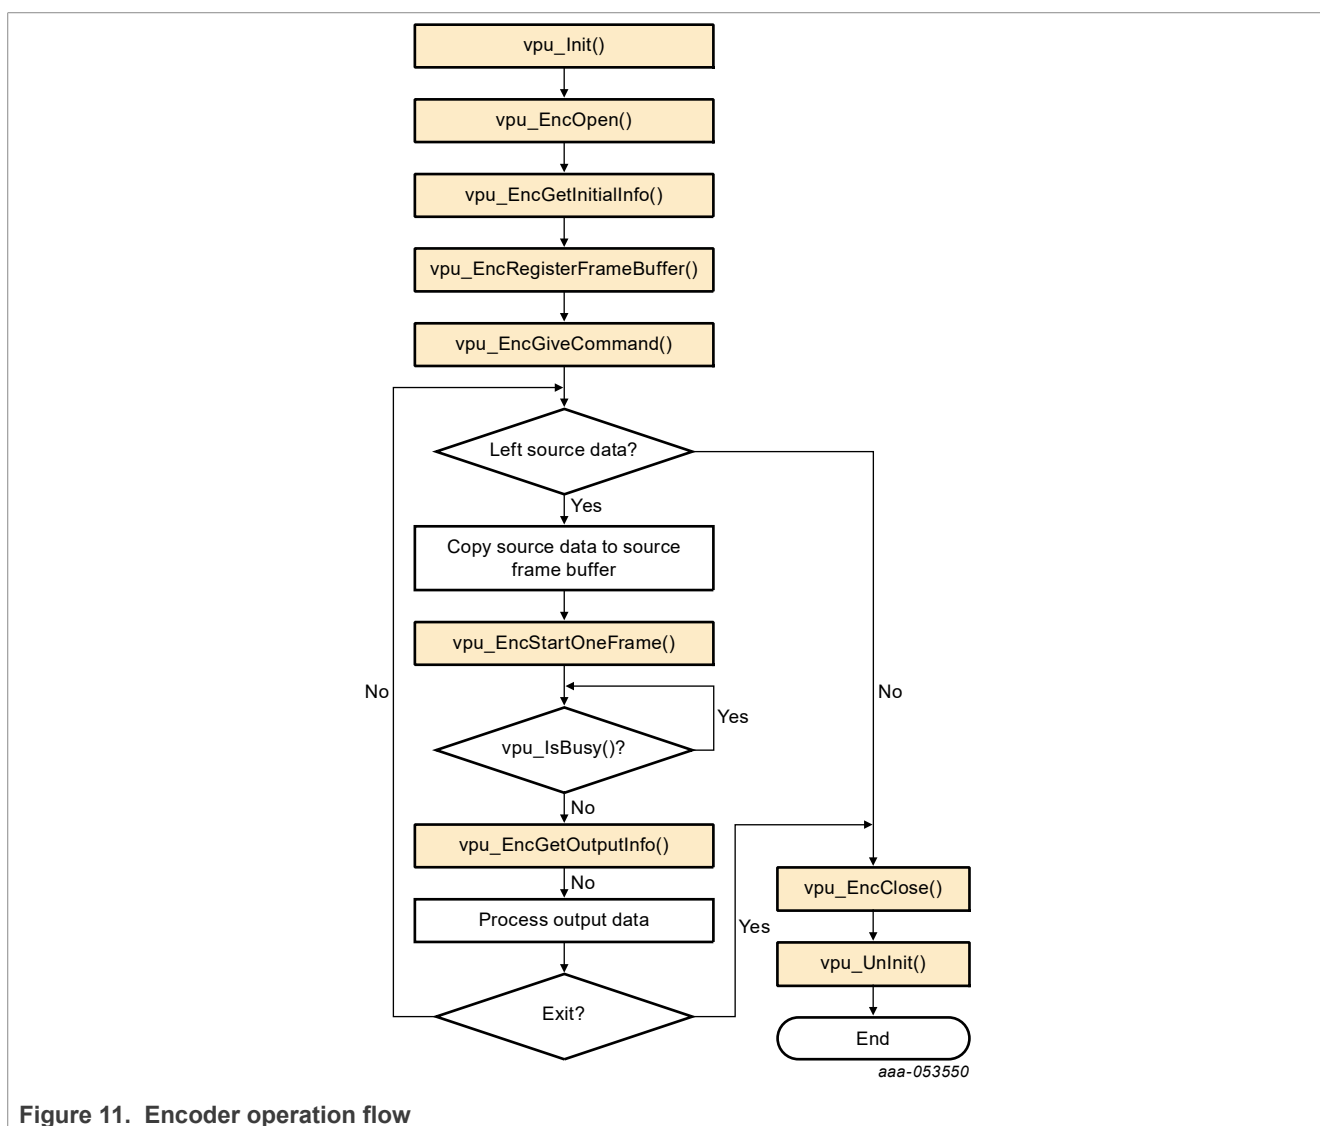 vpu_Init()
vpu_EncOpen()
vpu_EncGetInitialInfo()
vpu_EncRegisterFrameBuffer()
vpu_EncGiveCommand()
Left source data?
Yes
Copy source data to source
frame buffer
vpu_EncStartOneFrame()
No
No
Yes
vpu_IsBusy()?
No
vpu_EncGetOutputInfo()
No
vpu_EncClose()
Process output data
Yes
vpu_UnInit()
Exit?
End
aaa-053550
Figure 11. Encoder operation flow